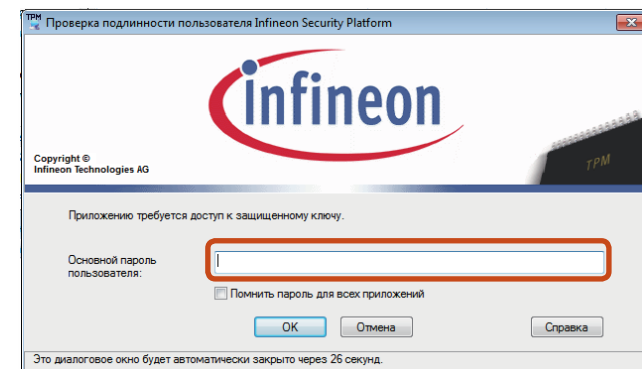 TPM Проверка подлинности пользователя Infineon Security Platform
infineon
Copyright ©
Infineon Technologies AG
TPM
Приложению требуется доступ к защищенному ключу.
Основной пароль
пользователя:
Помнить пароль для всех приложений
OK Отмена Справка
Это диалоговое окно будет автоматически закрыто через 26 секунд.